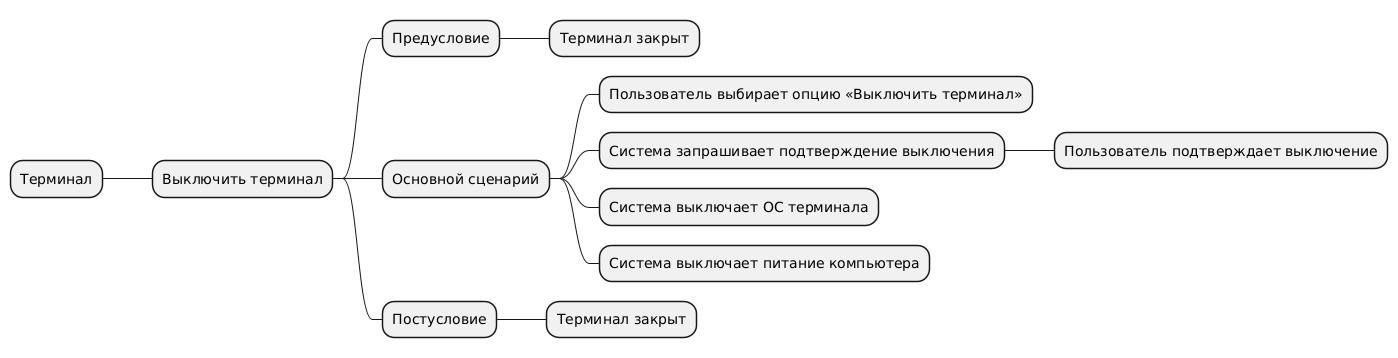 Терминал
Выключить терминал
Предусловие
Терминал закрыт
Основной сценарий
Пользователь выбирает опцию «Выключить терминал»
Система запрашивает подтверждение выключения
Пользователь подтверждает выключение
Система выключает ОС терминала
Система выключает питание компьютера
Постусловие
Терминал закрыт